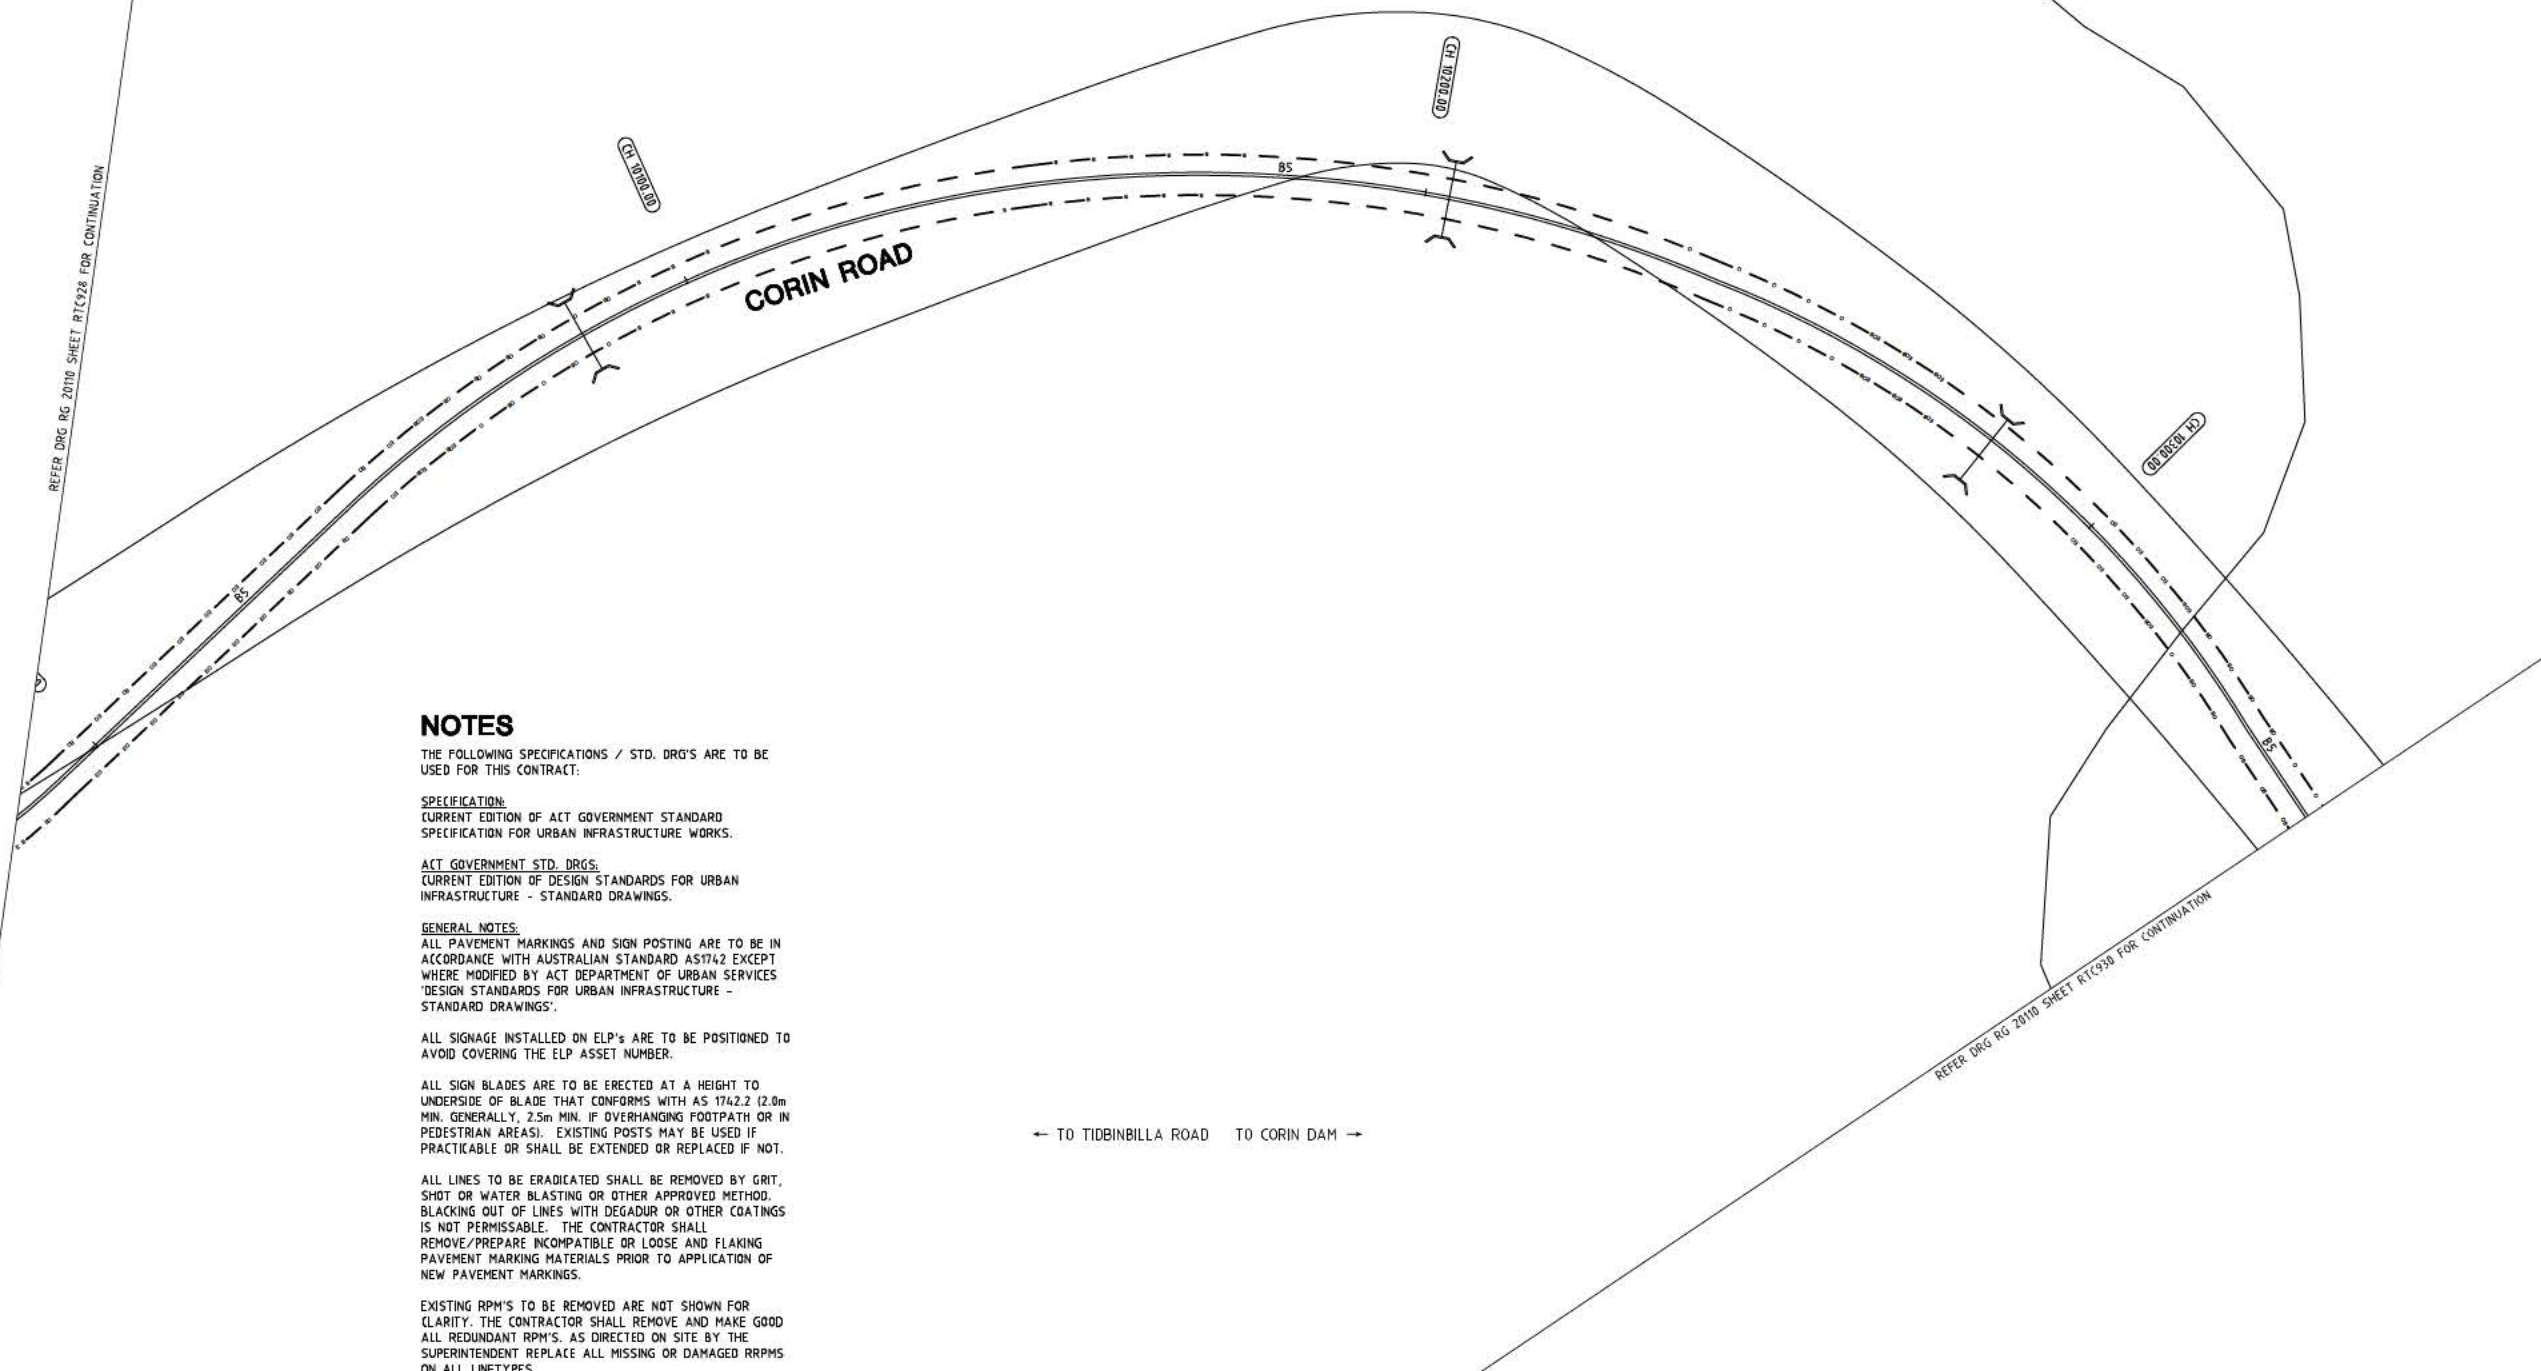 CH 10200.00
CH 10100.00
B5
REFER DRG RG 20110 SHEET RTC928 FOR CONTINUATION
CORIN ROAD
CH 10300.00
B5
B5
NOTES
THE FOLLOWING SPECIFICATIONS / STD. DRG'S ARE TO BE
USED FOR THIS CONTRACT:
SPECIFICATION:
CURRENT EDITION OF ACT GOVERNMENT STANDARD
SPECIFICATION FOR URBAN INFRASTRUCTURE WORKS.
ACT GOVERNMENT STD. DRGS:
CURRENT EDITION OF DESIGN STANDARDS FOR URBAN
INFRASTRUCTURE - STANDARD DRAWINGS.
GENERAL NOTES:
ALL PAVEMENT MARKINGS AND SIGN POSTING ARE TO BE IN
ACCORDANCE WITH AUSTRALIAN STANDARD AS1742 EXCEPT
WHERE MODIFIED BY ACT DEPARTMENT OF URBAN SERVICES
'DESIGN STANDARDS FOR URBAN INFRASTRUCTURE -
STANDARD DRAWINGS'.
ALL SIGNAGE INSTALLED ON ELP's ARE TO BE POSITIONED TO
AVOID COVERING THE ELP ASSET NUMBER.
ALL SIGN BLADES ARE TO BE ERECTED AT A HEIGHT TO
UNDERSIDE OF BLADE THAT CONFORMS WITH AS 1742.2 (2.0m
MIN. GENERALLY, 2.5m MIN. IF OVERHANGING FOOTPATH OR IN
PEDESTRIAN AREAS). EXISTING POSTS MAY BE USED IF
PRACTICABLE OR SHALL BE EXTENDED OR REPLACED IF NOT.
ALL LINES TO BE ERADICATED SHALL BE REMOVED BY GRIT,
SHOT OR WATER BLASTING OR OTHER APPROVED METHOD.
BLACKING OUT OF LINES WITH DEGADUR OR OTHER COATINGS
IS NOT PERMISSABLE. THE CONTRACTOR SHALL
REMOVE/PREPARE INCOMPATIBLE OR LOOSE AND FLAKING
PAVEMENT MARKING MATERIALS PRIOR TO APPLICATION OF
NEW PAVEMENT MARKINGS.
EXISTING RPM'S TO BE REMOVED ARE NOT SHOWN FOR
CLARITY. THE CONTRACTOR SHALL REMOVE AND MAKE GOOD
ALL REDUNDANT RPM'S. AS DIRECTED ON SITE BY THE
SUPERINTENDENT REPLACE ALL MISSING OR DAMAGED RRPMS
ON ALL LINETYPES
← TO TIDBINBILLA ROAD TO CORIN DAM →
REFER DRG RG 20110 SHEET RTC930 FOR CONTINUATION